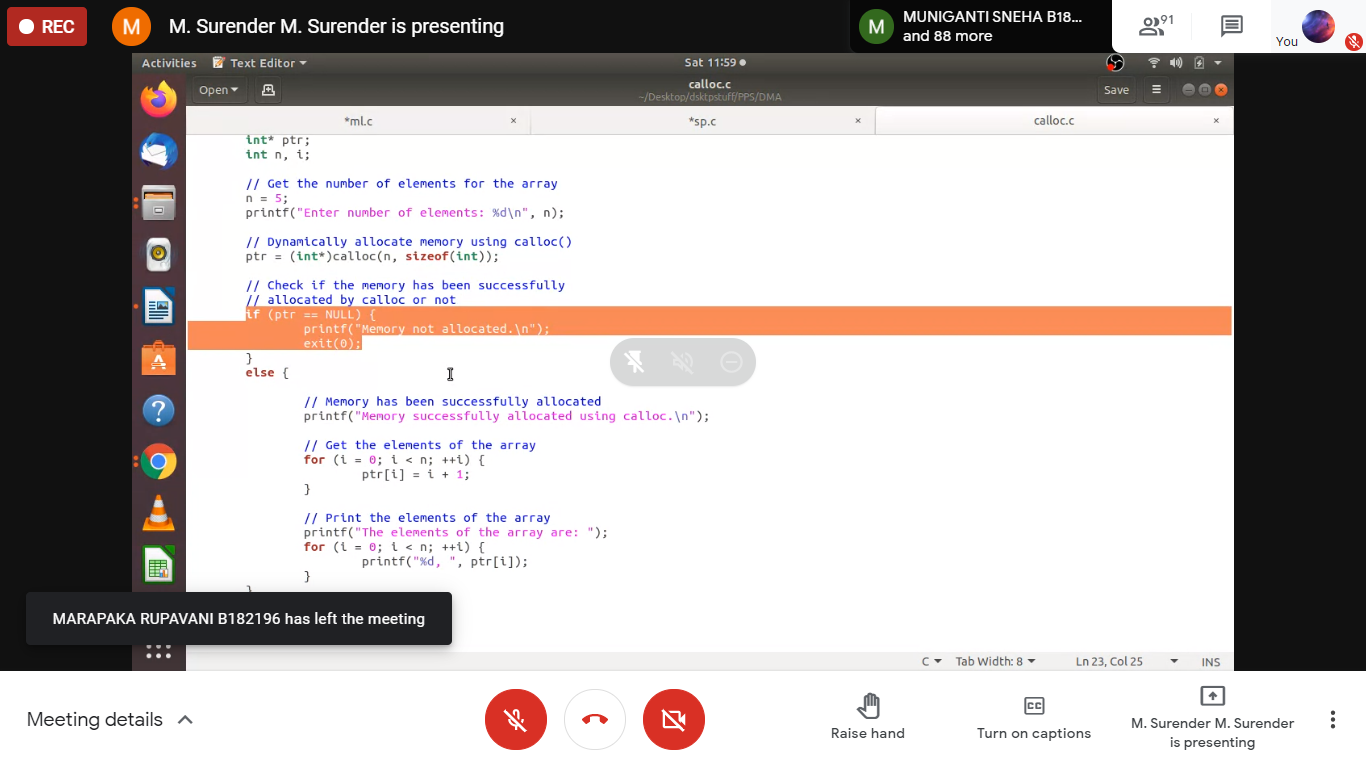 REC
M
M. Surender M. Surender is presenting
M
MUNIGANTI SNEHA B18...
and 88 more
91
You
Activities
Text Editor
Sat 11:59
Open
calloc.c
~/Desktop/dsktpstuff/PPS/DMA
Save
*ml.c
*sp.c
calloc.c
int* ptr;
int n, i;
// Get the number of elements for the array
n = 5;
printf("Enter number of elements: %d\n", n);
// Dynamically allocate memory using calloc()
ptr = (int*)calloc(n, sizeof(int));
// Check if the memory has been successfully
// allocated by calloc or not
if (ptr == NULL) {
printf("Memory not allocated.\n");
exit(0);
}
else {
// Memory has been successfully allocated
printf("Memory successfully allocated using calloc.\n");
// Get the elements of the array
for (i = 0; i < n; ++i) {
ptr[i] = i + 1;
}
// Print the elements of the array
printf("The elements of the array are: ");
for (i = 0; i < n; ++i) {
printf("%d, ", ptr[i]);
}
}
MARAPAKA RUPAVANI B182196 has left the meeting
C
Tab Width: 8
Ln 23, Col 25
INS
Meeting details
Raise hand
CC
Turn on captions
M. Surender M. Surender
is presenting